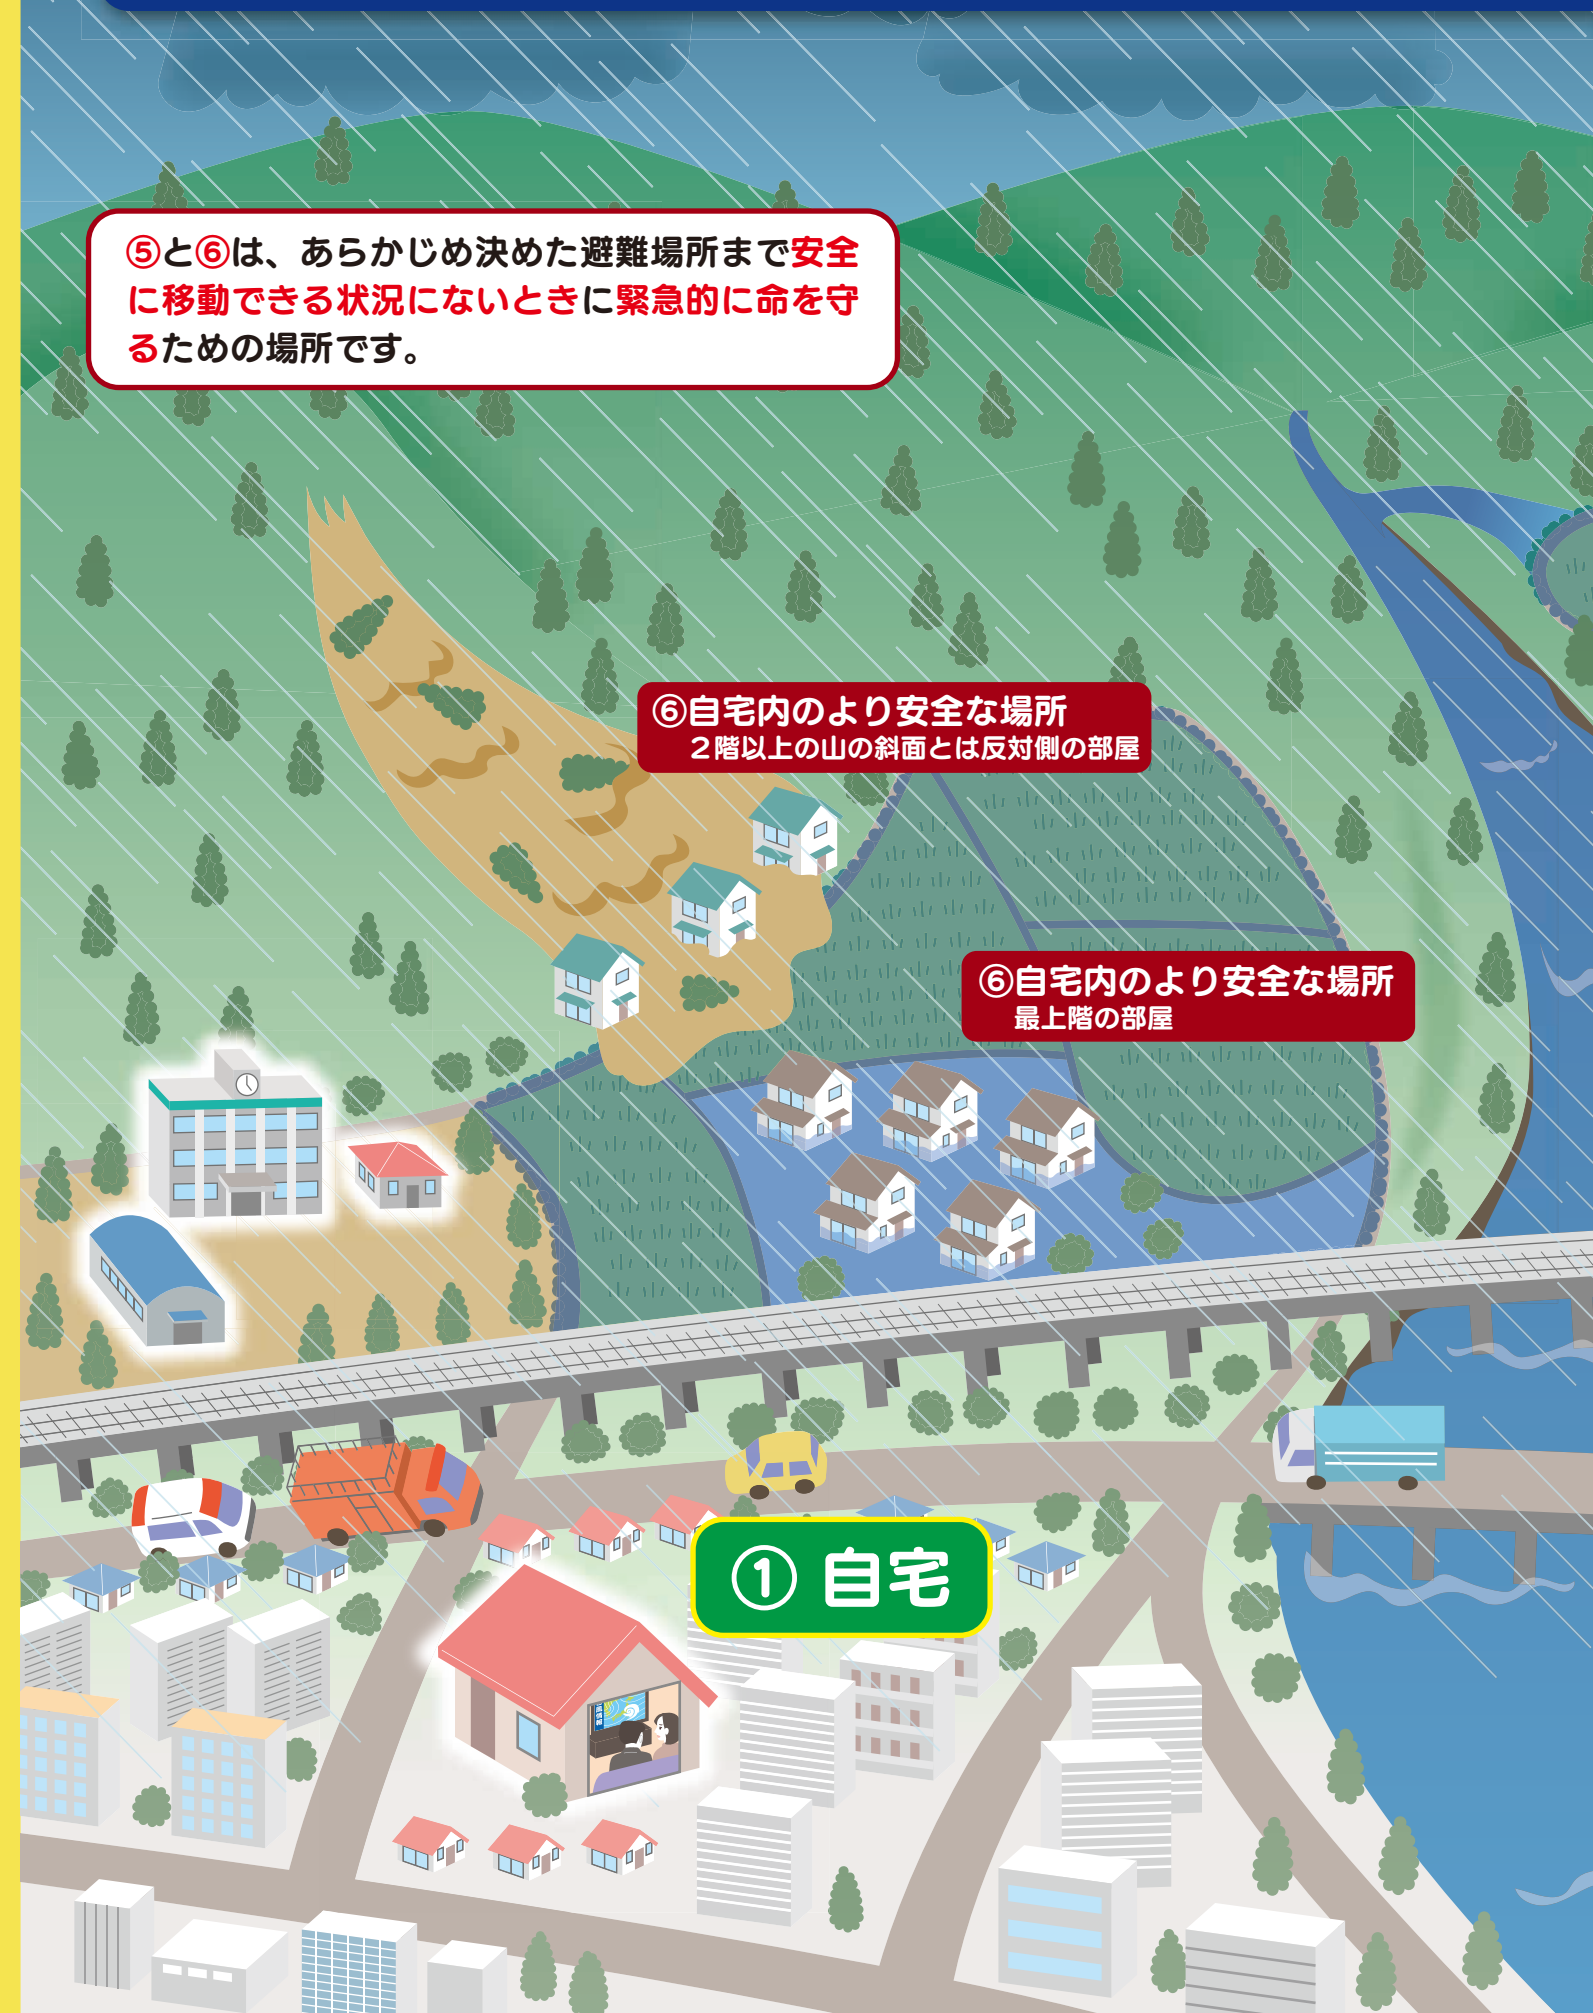 ⑤と⑥は、あらかじめ決めた避難場所まで安全
に移動できる状況にないときに緊急的に命を守
るための場所です。
⑥自宅内のより安全な場所
２階以上の山の斜面とは反対側の部屋
⑥自宅内のより安全な場所
最上階の部屋
① 自宅